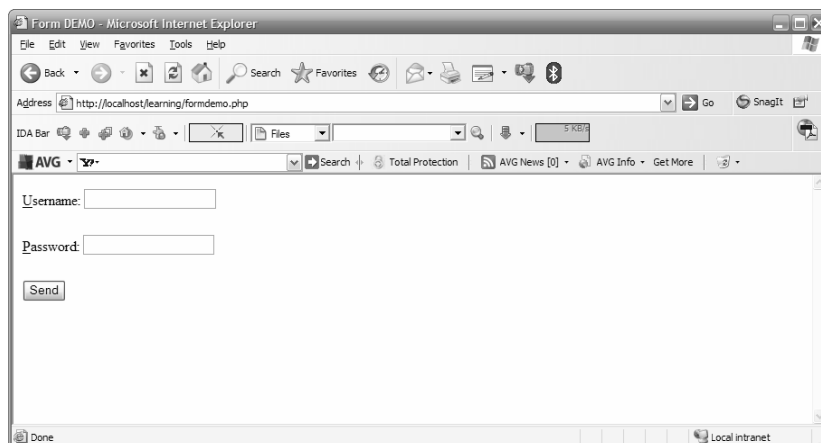 Form DEMO - Microsoft Internet Explorer
File Edit View Favorites Tools Help
Back Search Favorites
Address http://localhost/learning/formdemo.php Go SnagIt
IDA Bar Files 5 KB/s
AVG Y! Search Total Protection AVG News [0] AVG Info Get More
Username:
Password:
Send
Done Local intranet